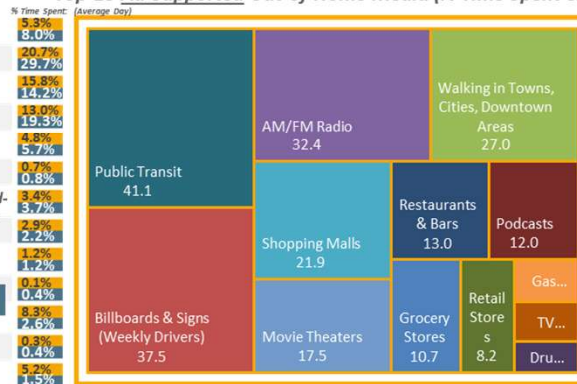 % Time Spent: (Average Day)
5.3%
8.0%
20.7%
29.7%
15.8%
14.2%
13.0%
19.3%
4.8%
5.7%
0.7%
0.8%
3.4%
3.7%
2.9%
2.2%
1.2%
1.2%
0.1%
0.4%
8.3%
2.6%
0.3%
0.4%
5.2%
1.5%
Public Transit
41.1
Billboards & Signs
(Weekly Drivers)
37.5
AM/FM Radio
32.4
Walking in Towns,
Cities, Downtown
Areas
27.0
Shopping Malls
21.9
Movie Theaters
17.5
Restaurants
& Bars
13.0
Podcasts
12.0
Grocery
Stores
10.7
Retail
Store
s
8.2
Gas...
TV...
Dru...